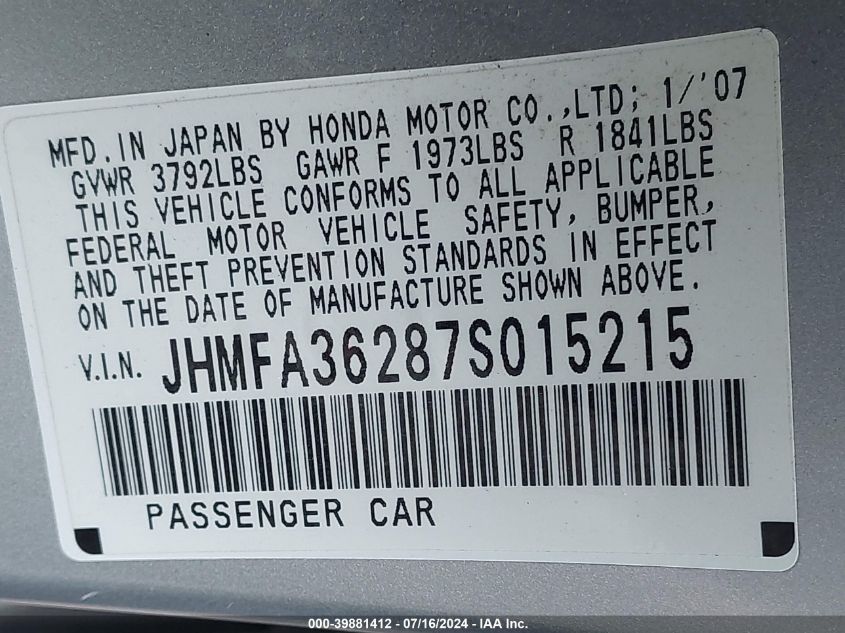 MFD. IN JAPAN BY HONDA MOTOR CO.,LTD; 1/'07
GVWR 3792LBS GAWR F 1973LBS R 1841LBS
THIS VEHICLE CONFORMS TO ALL APPLICABLE
FEDERAL MOTOR VEHICLE SAFETY, BUMPER,
AND THEFT PREVENTION STANDARDS IN EFFECT
ON THE DATE OF MANUFACTURE SHOWN ABOVE.
V.I.N. JHMFA36287S015215
PASSENGER CAR
000-39881412 - 07/16/2024 - IAA Inc.